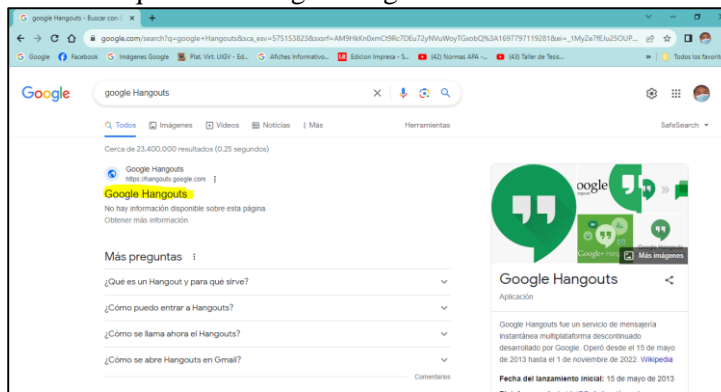 google Hangouts - Buscar con G
google.com/search?q=google+Hangouts&sca_esv=575153823&sxsrf=AM9HkKn0xmCt9Rc7DEu72yNVuWoyTGxobQ%3A1697797119281&ei=_1MyZe7fEJu25OUP...
Google
Facebook
Imágenes Google
Plat. Virt. UIGV - Ed...
Afiches Informativo...
Edicion Impresa - S...
(42) Normas APA -...
(43) Taller de Tesis...
Todos los favorit
Google
google Hangouts
Todos
Imágenes
Videos
Noticias
Más
Herramientas
SafeSearch
Cerca de 23,400,000 resultados (0.25 segundos)
Google Hangouts
https://hangouts.google.com
Google Hangouts
No hay información disponible sobre esta página.
Obtener más información
Más preguntas
¿Qué es un Hangout y para qué sirve?
¿Cómo puedo entrar a Hangouts?
¿Cómo se llama ahora el Hangouts?
¿Cómo se abre Hangouts en Gmail?
Comentarios
oogle
Más imágenes
Google Hangouts
Aplicación
Google Hangouts fue un servicio de mensajería
instantánea multiplataforma descontinuado
desarrollado por Google. Operó desde el 15 de mayo
de 2013 hasta el 1 de noviembre de 2022. Wikipedia
Fecha del lanzamiento inicial: 15 de mayo de 2013